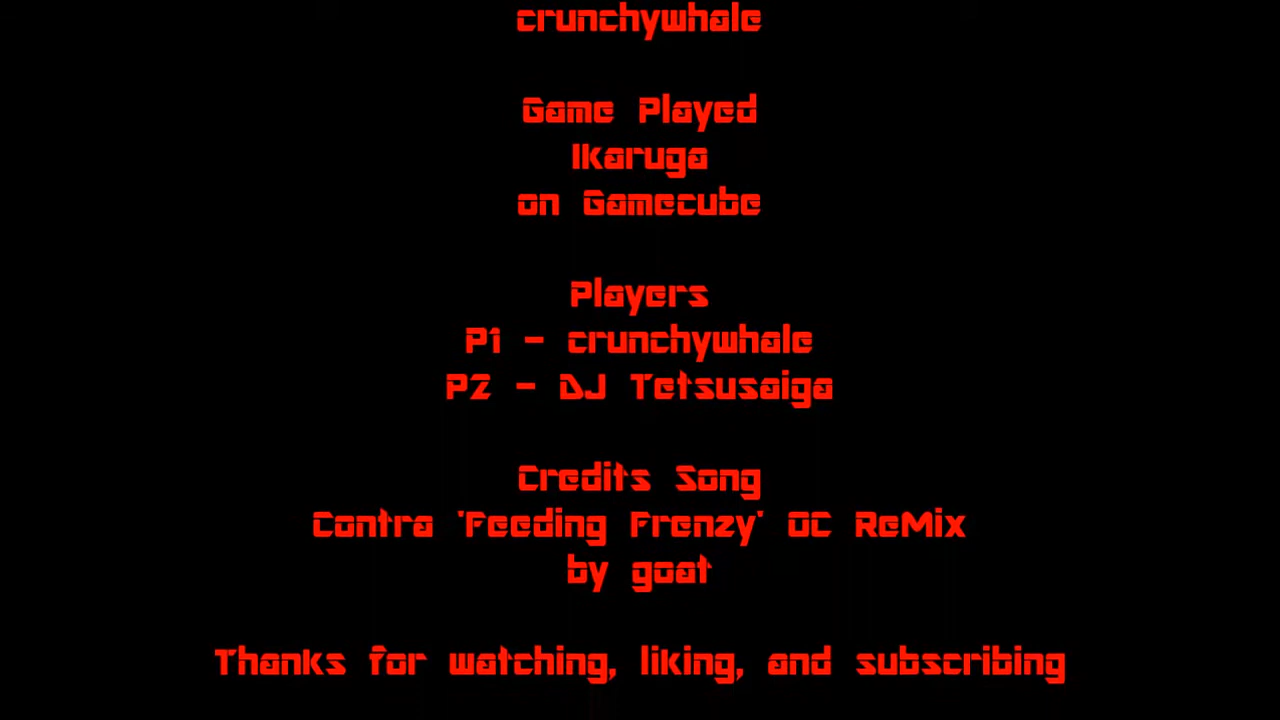 crunchywhale
Game Played
Ikaruga
on Gamecube
Players
P1 - crunchywhale
P2 - DJ Tetsusaiga
Credits Song
Contra 'Feeding Frenzy' OC ReMix
by goat
Thanks for watching, liking, and subscribing